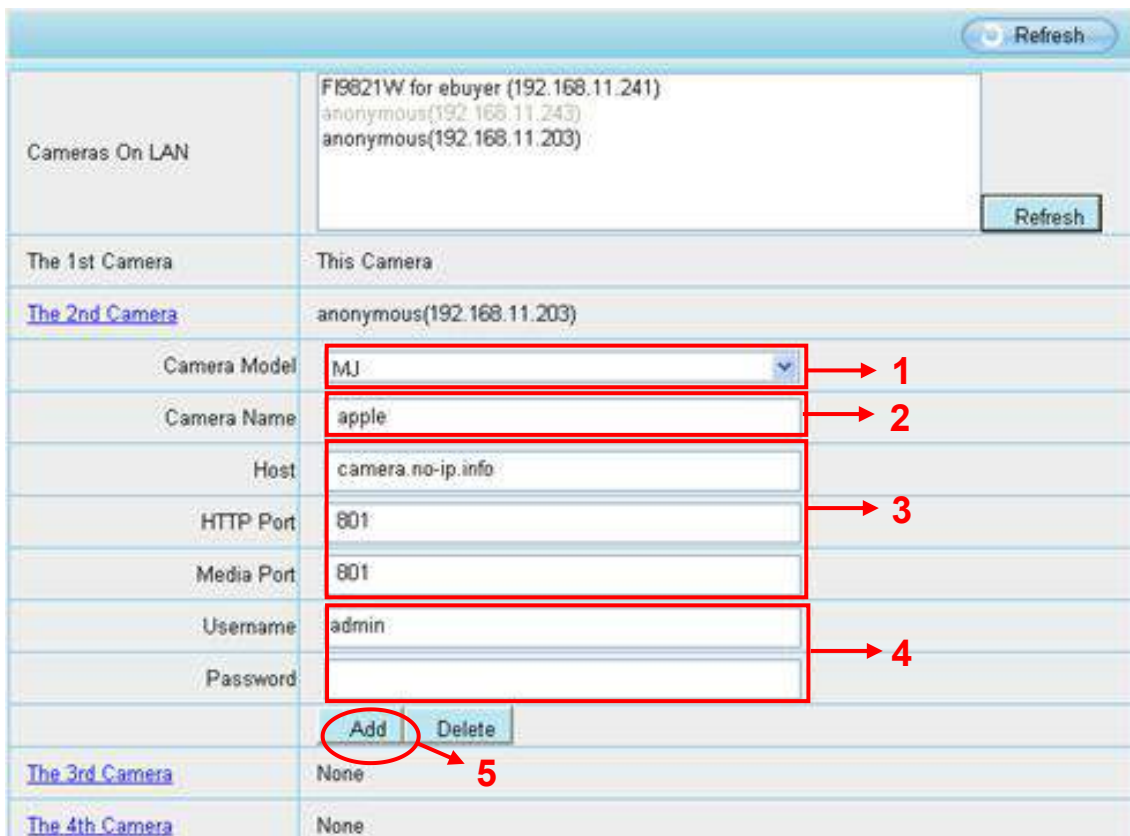 Refresh
FI9821W for ebuyer (192.168.11.241)
anonymous(192.168.11.243)
anonymous(192.168.11.203)
Cameras On LAN
Refresh
The 1st Camera This Camera
The 2nd Camera anonymous(192.168.11.203)
Camera Model MJ 1
Camera Name apple 2
Host camera.no-ip.info
HTTP Port 801 3
Media Port 801
Username admin
4
Password
Add Delete
5
The 3rd Camera None
The 4th Camera None